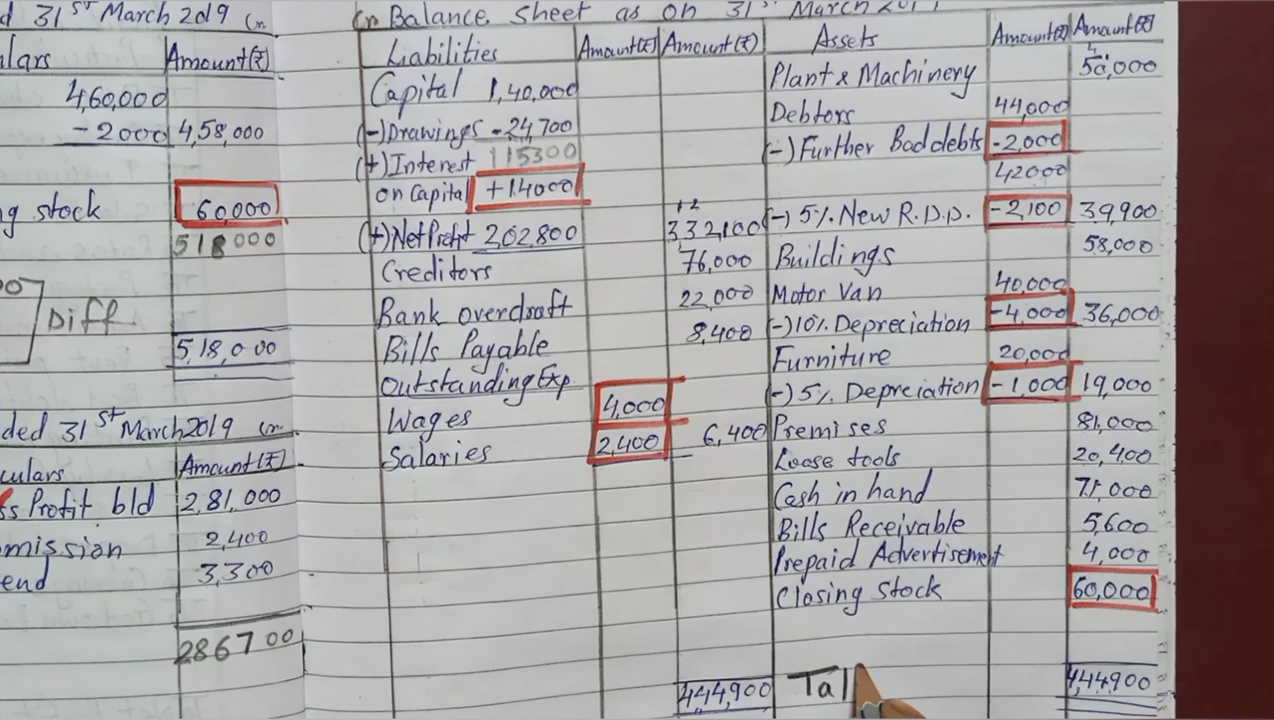 d 31ST March 2019 Cr.
lars Amount(₹)
4,60,000
- 2000 4,58,000
ng stock 60,000
518000
Diff
5,18,000
ded 31st March 2019 Cr.
culars Amount(₹)
ss Profit b/d 2,81,000
mission 2,400
end 3,300
286700
Balance Sheet as on 31st March
Liabilities Amount(₹) Amount(₹)
Capital 1,40,000
(-) Drawings -24,700
(+) Interest 115300
on Capital +14000
(+) Net Profit 202,800 332,100
Creditors 76,000
Bank overdraft 22,000
Bills Payable 8,400
Outstanding Exp.
Wages 4,000
Salaries 2,400 6,400
444,900
Assets Amount(₹) Amount(₹)
Plant & Machinery 50,000
Debtors 44,000
(-) Further Bad debts -2,000
42000
(-) 5% New R.D.D. -2,100 39,900
Buildings 58,000
Motor Van 40,000
(-) 10% Depreciation -4,000 36,000
Furniture 20,000
(-) 5% Depreciation -1,000 19,000
Premises 81,000
Loose tools 20,400
Cash in hand 71,000
Bills Receivable 5,600
Prepaid Advertisement 4,000
Closing Stock 60,000
Tal 4,44,900